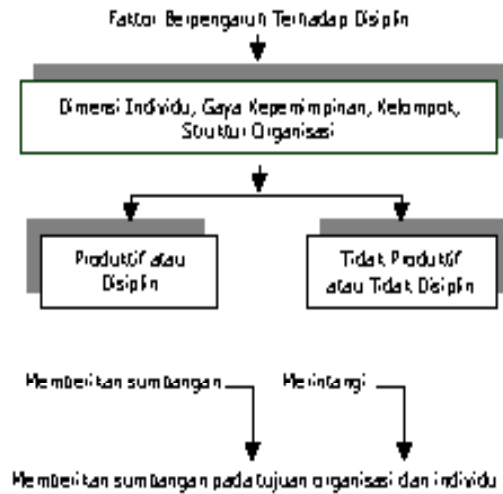 Faktor Berpengaruh Terhadap Disiplin
Dimensi Individu, Gaya Kepemimpinan, Kelompok,
Struktur Organisasi
Produktif atau
Disiplin
Tidak Produktif
atau Tidak Disiplin
Memberikan sumbangan
Merintangi
Memberikan sumbangan pada tujuan organisasi dan individu